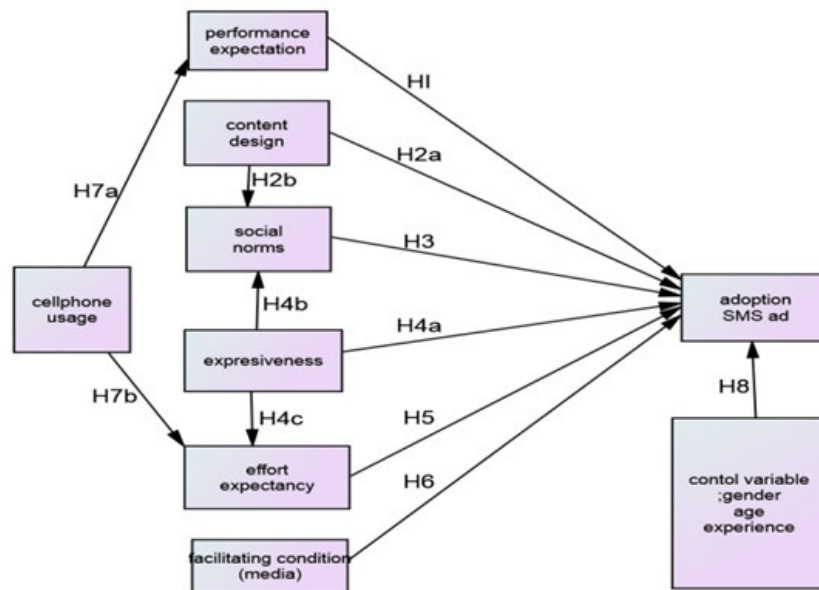 performance
expectation
HI
content
design
H2a
H7a
H2b
social
norms
H3
cellphone
usage
H4b
H4a
adoption
SMS ad
expresiveness
H7b
H4c
H5
H8
effort
expectancy
H6
contol variable
;gender
age
experience
facilitating condition
(media)